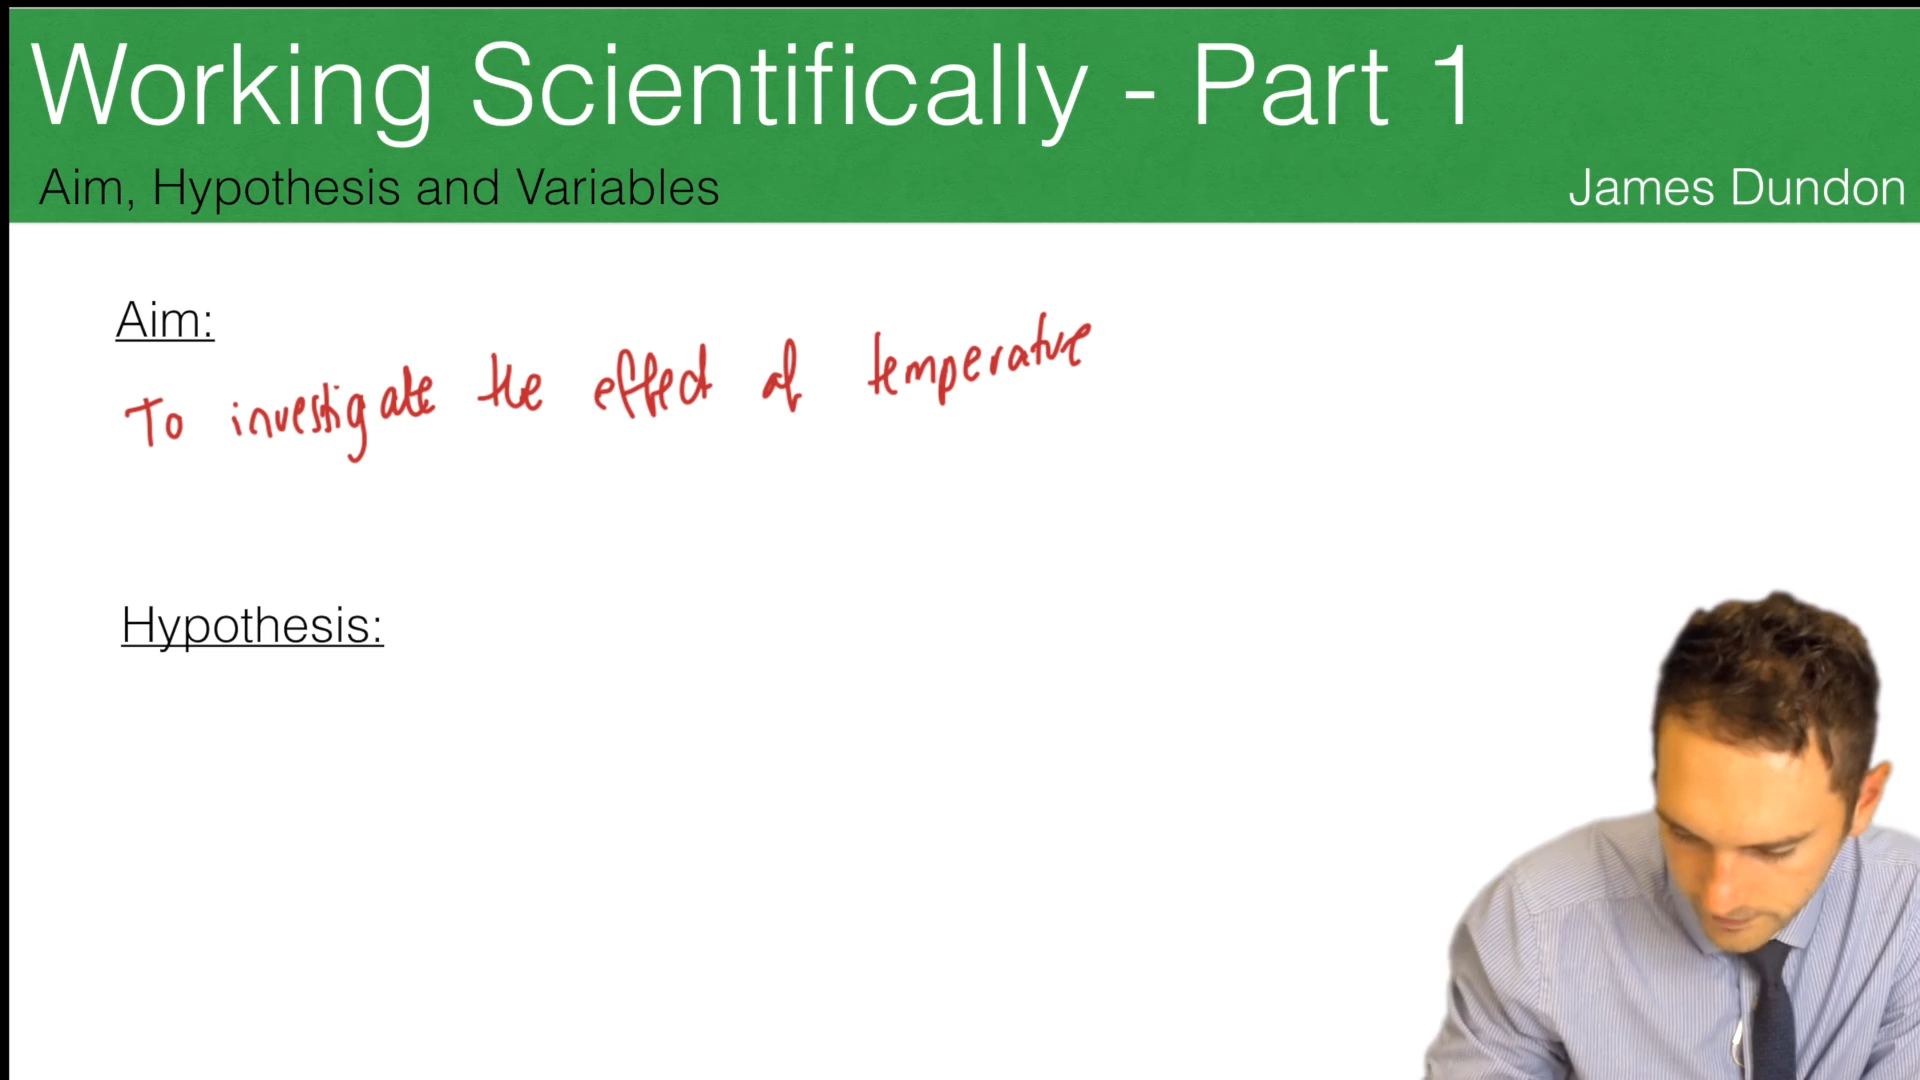 Working Scientifically - Part 1
Aim, Hypothesis and Variables
James Dundon
Aim:
To investigate the effect of temperature
Hypothesis: